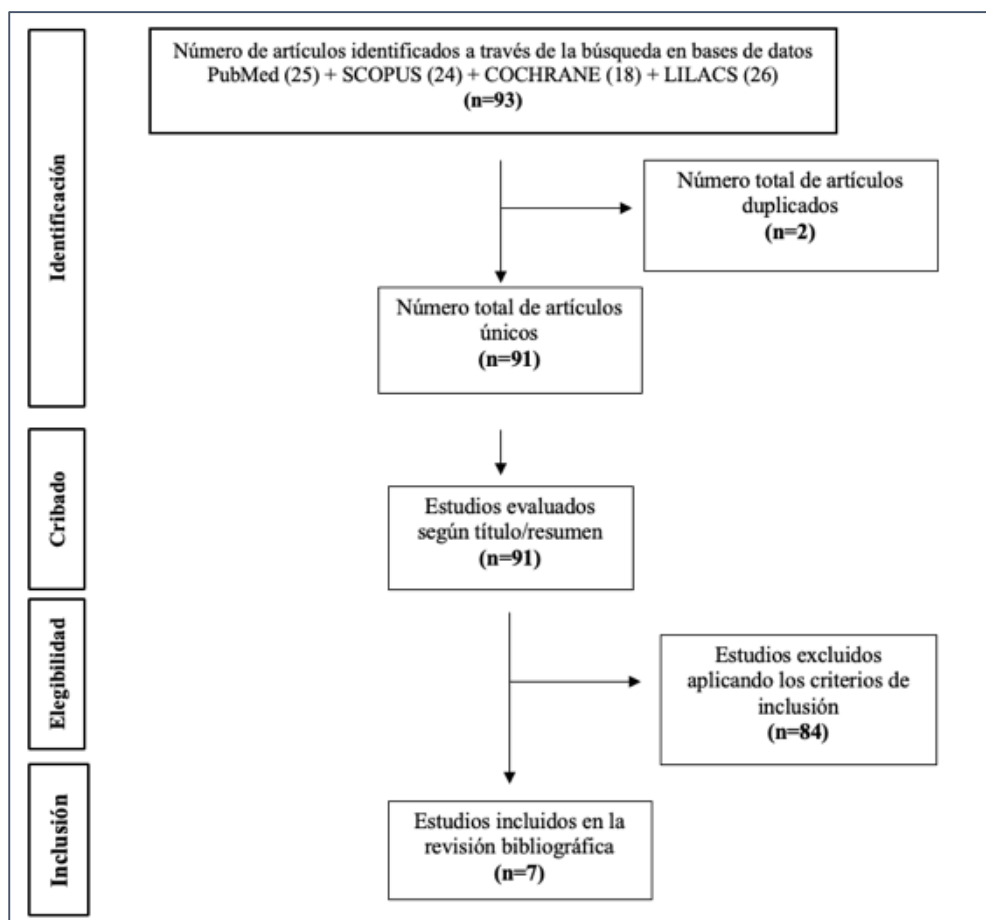 Identificación
Número de artículos identificados a través de la búsqueda en bases de datos
PubMed (25) + SCOPUS (24) + COCHRANE (18) + LILACS (26)
(n=93)
Número total de artículos
duplicados
(n=2)
Número total de artículos
únicos
(n=91)
Cribado
Estudios evaluados
según título/resumen
(n=91)
Elegibilidad
Estudios excluidos
aplicando los criterios de
inclusión
(n=84)
Inclusión
Estudios incluidos en la
revisión bibliográfica
(n=7)